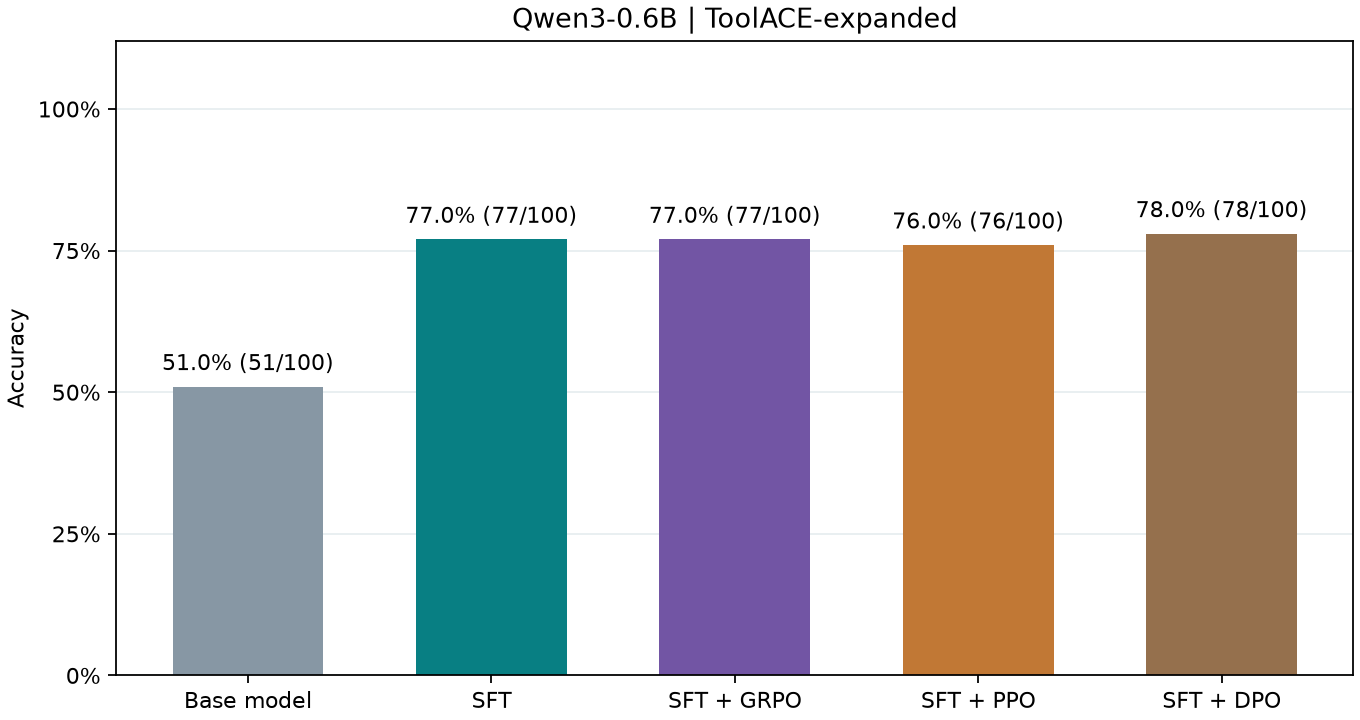 Qwen3-0.6B | ToolACE-expanded
100%
75%
50%
25%
0%
Accuracy
51.0% (51/100)
77.0% (77/100)
77.0% (77/100)
76.0% (76/100)
78.0% (78/100)
Base model
SFT
SFT + GRPO
SFT + PPO
SFT + DPO